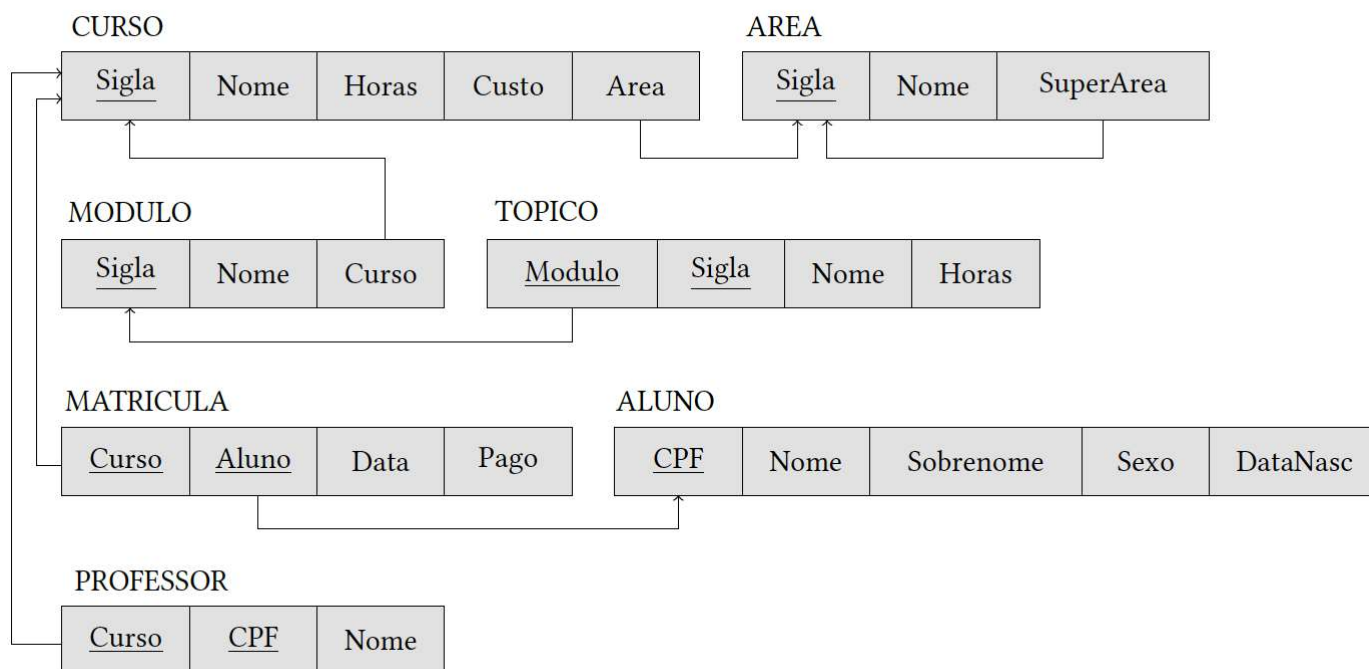 CURSO AREA
Sigla Nome Horas Custo Area Sigla Nome SuperArea
MODULO TOPICO
Sigla Nome Curso Modulo Sigla Nome Horas
MATRICULA ALUNO
Curso Aluno Data Pago CPF Nome Sobrenome Sexo DataNasc
PROFESSOR
Curso CPF Nome